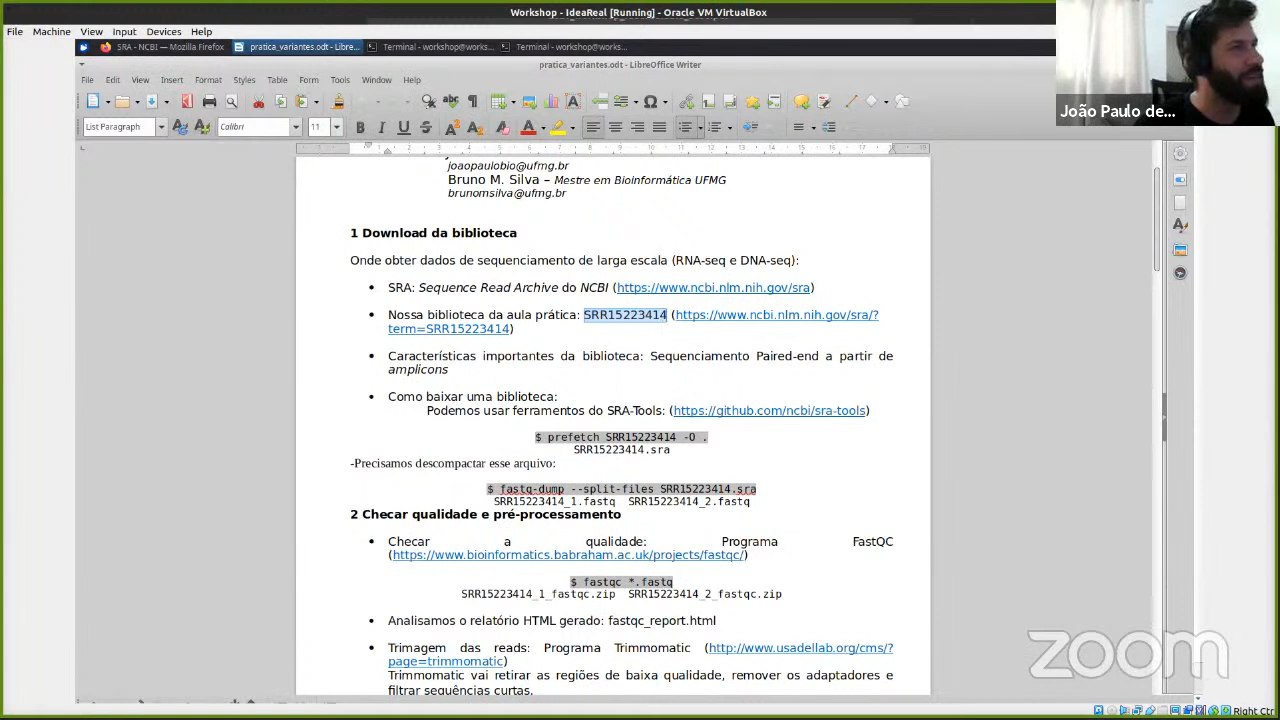 Workshop - IdeaReal [Running] - Oracle VM VirtualBox
File Machine View Input Devices Help
SRA - NCBI — Mozilla Firefox pratica_variantes.odt - Libre... Terminal - workshop@works... Terminal - workshop@works...
pratica_variantes.odt - LibreOffice Writer
File Edit View Insert Format Styles Table Form Tools Window Help
List Paragraph Calibri 11
João Paulo de...
joaopaulobio@ufmg.br
Bruno M. Silva – Mestre em Bioinformática UFMG
brunomsilva@ufmg.br
1 Download da biblioteca
Onde obter dados de sequenciamento de larga escala (RNA-seq e DNA-seq):
• SRA: Sequence Read Archive do NCBI (https://www.ncbi.nlm.nih.gov/sra)
• Nossa biblioteca da aula prática: SRR15223414 (https://www.ncbi.nlm.nih.gov/sra/?
term=SRR15223414)
• Características importantes da biblioteca: Sequenciamento Paired-end a partir de
amplicons
• Como baixar uma biblioteca:
Podemos usar ferramentos do SRA-Tools: (https://github.com/ncbi/sra-tools)
$ prefetch SRR15223414 -O .
SRR15223414.sra
-Precisamos descompactar esse arquivo:
$ fastq-dump --split-files SRR15223414.sra
SRR15223414_1.fastq SRR15223414_2.fastq
2 Checar qualidade e pré-processamento
• Checar a qualidade: Programa FastQC
(https://www.bioinformatics.babraham.ac.uk/projects/fastqc/)
$ fastqc *.fastq
SRR15223414_1_fastqc.zip SRR15223414_2_fastqc.zip
• Analisamos o relatório HTML gerado: fastqc_report.html
• Trimagem das reads: Programa Trimmomatic (http://www.usadellab.org/cms/?
page=trimmomatic)
Trimmomatic vai retirar as regiões de baixa qualidade, remover os adaptadores e
filtrar sequências curtas.
zoom
Right Ctrl